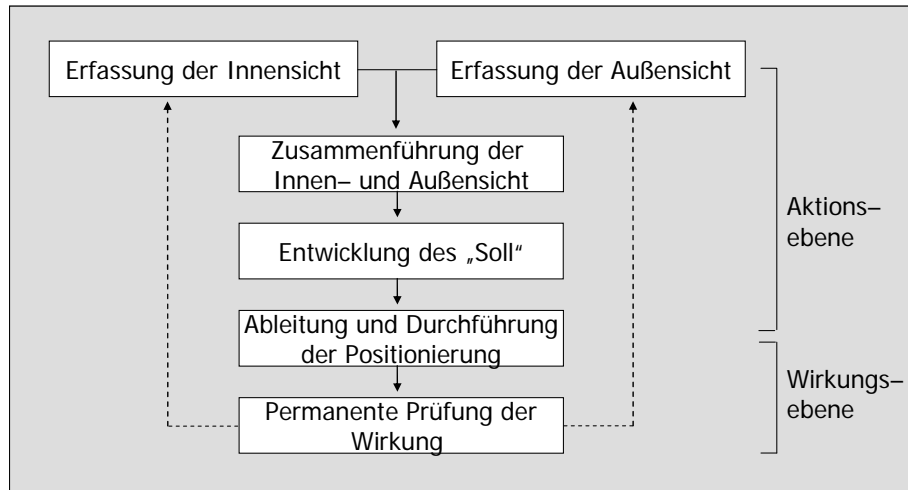 Erfassung der Innensicht
Erfassung der Außensicht
Zusammenführung der
Innen– und Außensicht
Entwicklung des „Soll“
Ableitung und Durchführung
der Positionierung
Permanente Prüfung der
Wirkung
Aktions–
ebene
Wirkungs–
ebene